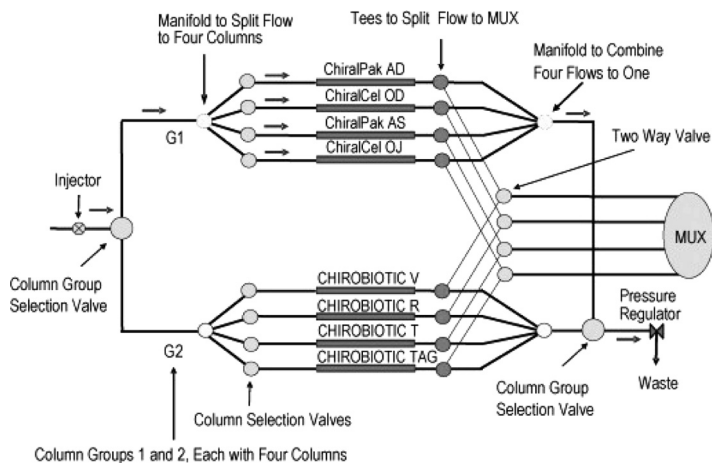 Manifold to Split Flow
to Four Columns
Tees to Split Flow to MUX
Manifold to Combine
Four Flows to One
ChiralPak AD
ChiralCel OD
ChiralPak AS
ChiralCel OJ
G1
Two Way Valve
Injector
MUX
Column Group
Selection Valve
CHIROBIOTIC V
CHIROBIOTIC R
CHIROBIOTIC T
CHIROBIOTIC TAG
Pressure
Regulator
G2
Column Group
Selection Valve
Waste
Column Selection Valves
Column Groups 1 and 2, Each with Four Columns